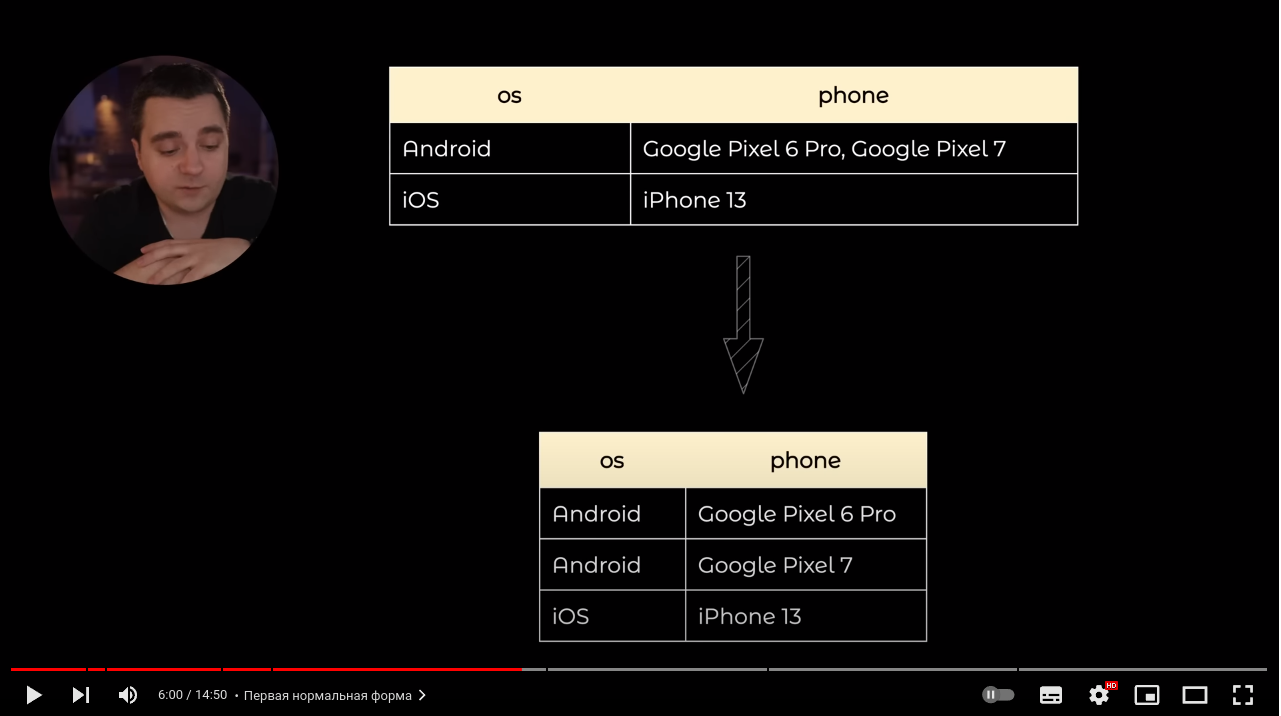 os phone
Android Google Pixel 6 Pro, Google Pixel 7
iOS iPhone 13
os phone
Android Google Pixel 6 Pro
Android Google Pixel 7
iOS iPhone 13
6:00 / 14:50 • Первая нормальная форма HD